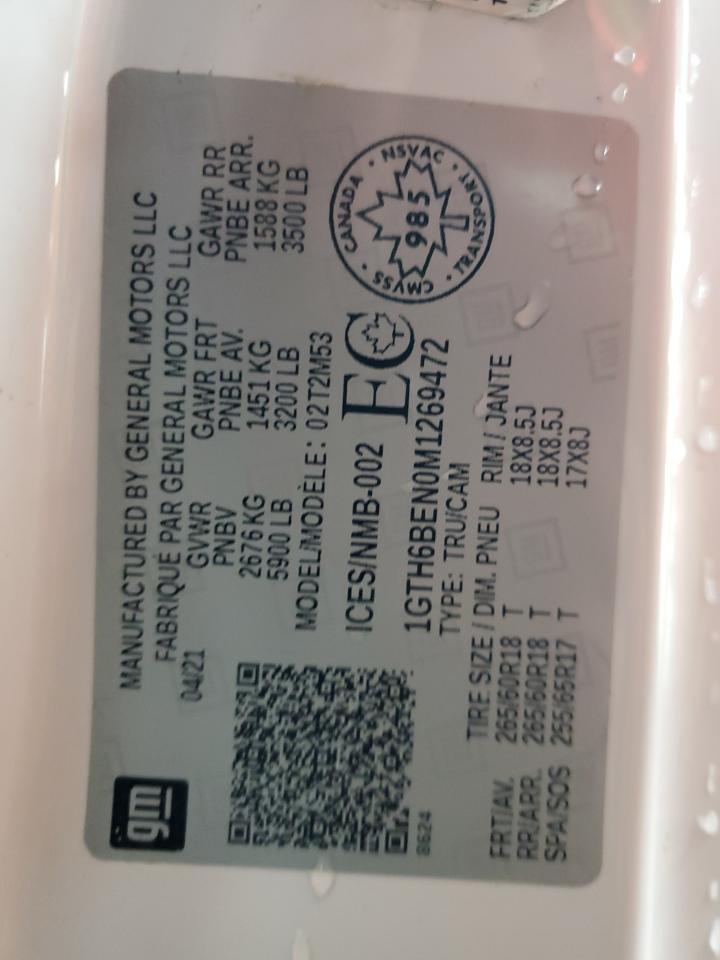 gm
MANUFACTURED BY GENERAL MOTORS LLC
FABRIQUÉ PAR GENERAL MOTORS LLC
04/21 GVWR GAWR FRT GAWR RR
PNBV PNBE AV. PNBE ARR.
2676 KG 1451 KG 1588 KG
5900 LB 3200 LB 3500 LB
MODEL/MODÈLE: 02T2M53
ICES/NMB-002 EC
CANADA · NSVAC · TRANSPORT · CMVSS ·
985
T
1GTH6BEN0M1269472
TYPE: TRU/CAM
8624
TIRE SIZE / DIM. PNEU RIM / JANTE
FRT/AV. 265/60R18 T 18X8.5J
RR/ARR. 265/60R18 T 18X8.5J
SPA/SOS 255/65R17 T 17X8J